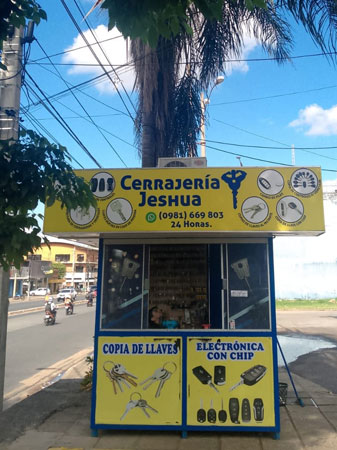 Cerrajería
Jeshua
(0981) 669 803
24 Horas.
COPIA DE LLAVES
ELECTRÓNICA
CON CHIP